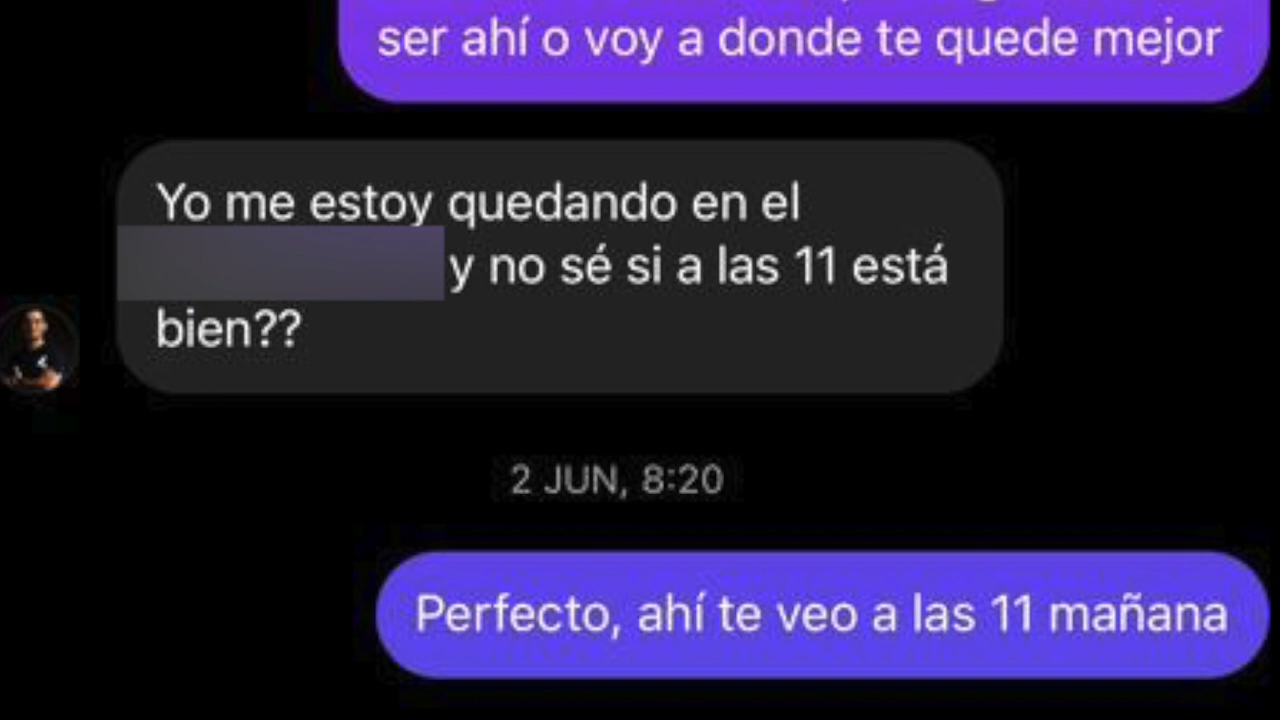 ser ahí o voy a donde te quede mejor
Yo me estoy quedando en el
y no sé si a las 11 está
bien??
2 JUN, 8:20
Perfecto, ahí te veo a las 11 mañana